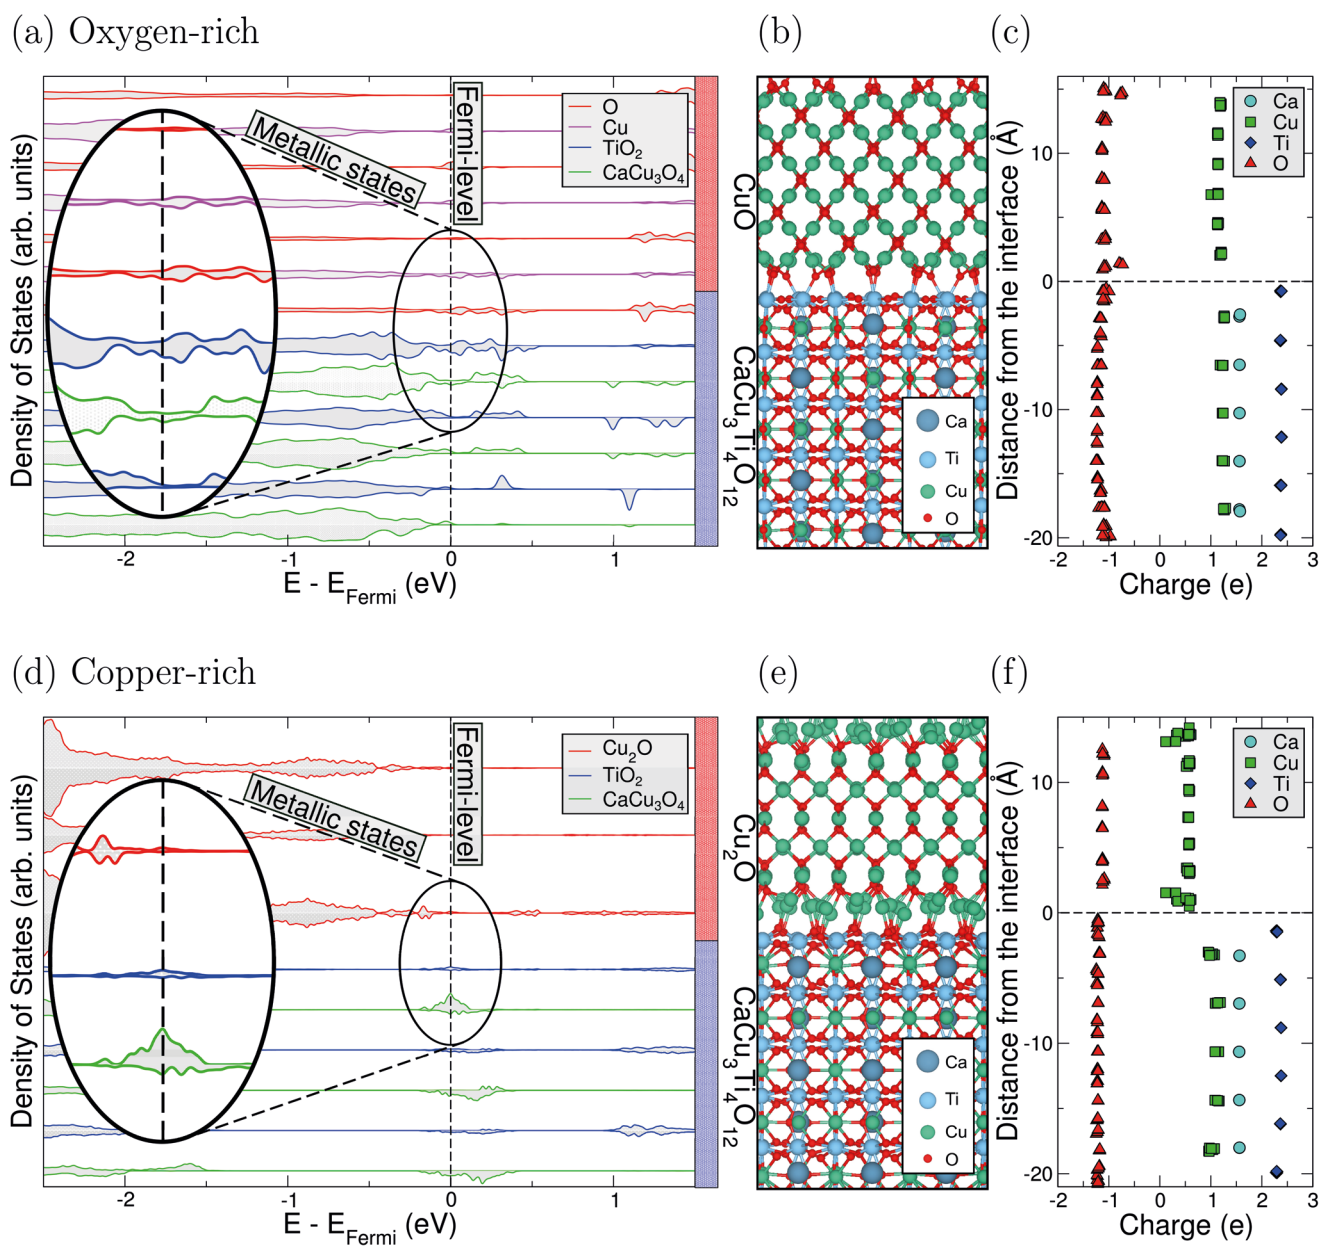 (a) Oxygen-rich
(b)
(c)
Density of States (arb. units)
Metallic states
Fermi-level
O
Cu
TiO2
CaCu3O4
-2
-1
0
1
E - EFermi (eV)
CuO
CaCu3Ti4O12
Ca
Ti
Cu
O
Distance from the interface (Å)
10
0
-10
-20
Ca
Cu
Ti
O
-2
-1
0
1
2
3
Charge (e)
(d) Copper-rich
(e)
(f)
Density of States (arb. units)
Metallic states
Fermi-level
Cu2O
TiO2
CaCu3O4
-2
-1
0
1
E - EFermi (eV)
Cu2O
CaCu3Ti4O12
Ca
Ti
Cu
O
Distance from the interface (Å)
10
0
-10
-20
Ca
Cu
Ti
O
-2
-1
0
1
2
3
Charge (e)